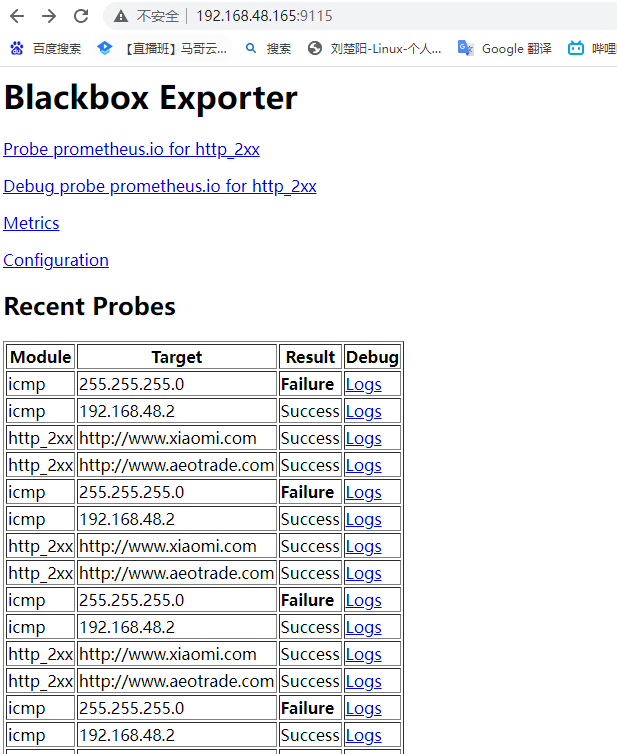 不安全 192.168.48.165:9115
百度搜索 【直播班】马哥云... 搜索 刘楚阳-Linux-个人... Google 翻译 哔哩
Blackbox Exporter
Probe prometheus.io for http_2xx
Debug probe prometheus.io for http_2xx
Metrics
Configuration
Recent Probes
Module Target Result Debug
icmp 255.255.255.0 Failure Logs
icmp 192.168.48.2 Success Logs
http_2xx http://www.xiaomi.com Success Logs
http_2xx http://www.aeotrade.com Success Logs
icmp 255.255.255.0 Failure Logs
icmp 192.168.48.2 Success Logs
http_2xx http://www.xiaomi.com Success Logs
http_2xx http://www.aeotrade.com Success Logs
icmp 255.255.255.0 Failure Logs
icmp 192.168.48.2 Success Logs
http_2xx http://www.xiaomi.com Success Logs
http_2xx http://www.aeotrade.com Success Logs
icmp 255.255.255.0 Failure Logs
icmp 192.168.48.2 Success Logs